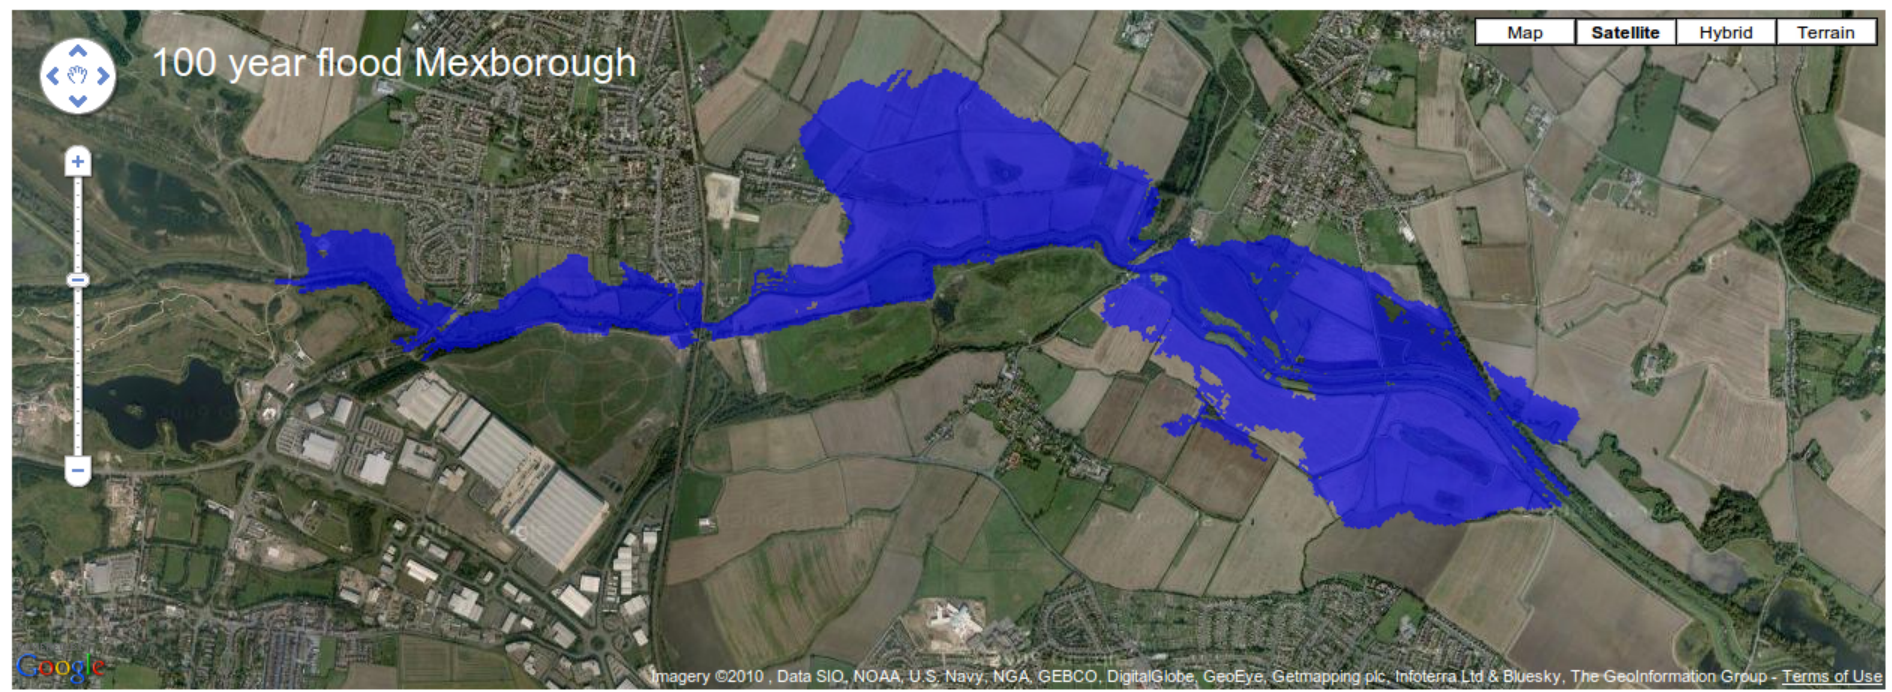 100 year flood Mexborough
Map Satellite Hybrid Terrain
Google
Imagery ©2010 , Data SIO, NOAA, U.S. Navy, NGA, GEBCO, DigitalGlobe, GeoEye, Getmapping plc, Infoterra Ltd & Bluesky, The GeoInformation Group - Terms of Use